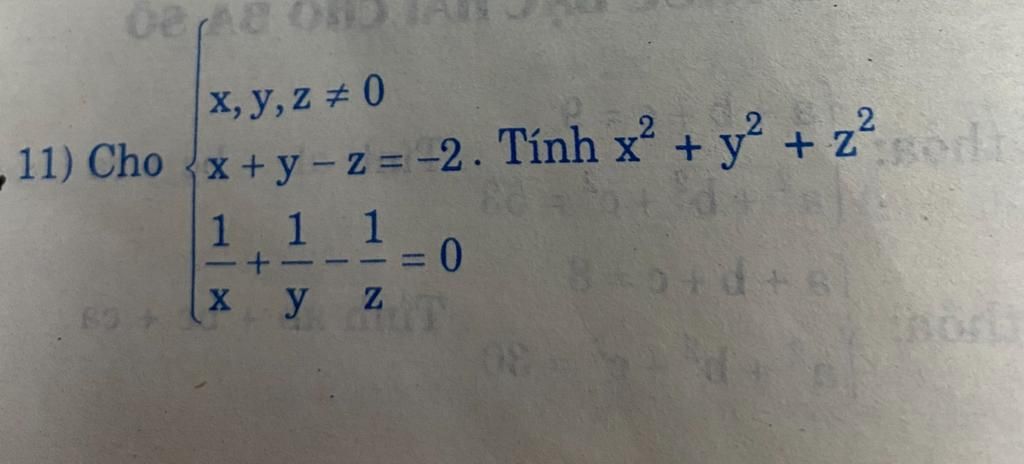 x, y, z ≠ 0
11) Cho { x + y – z = –2. Tính x² + y² + z²
1/x + 1/y – 1/z = 0